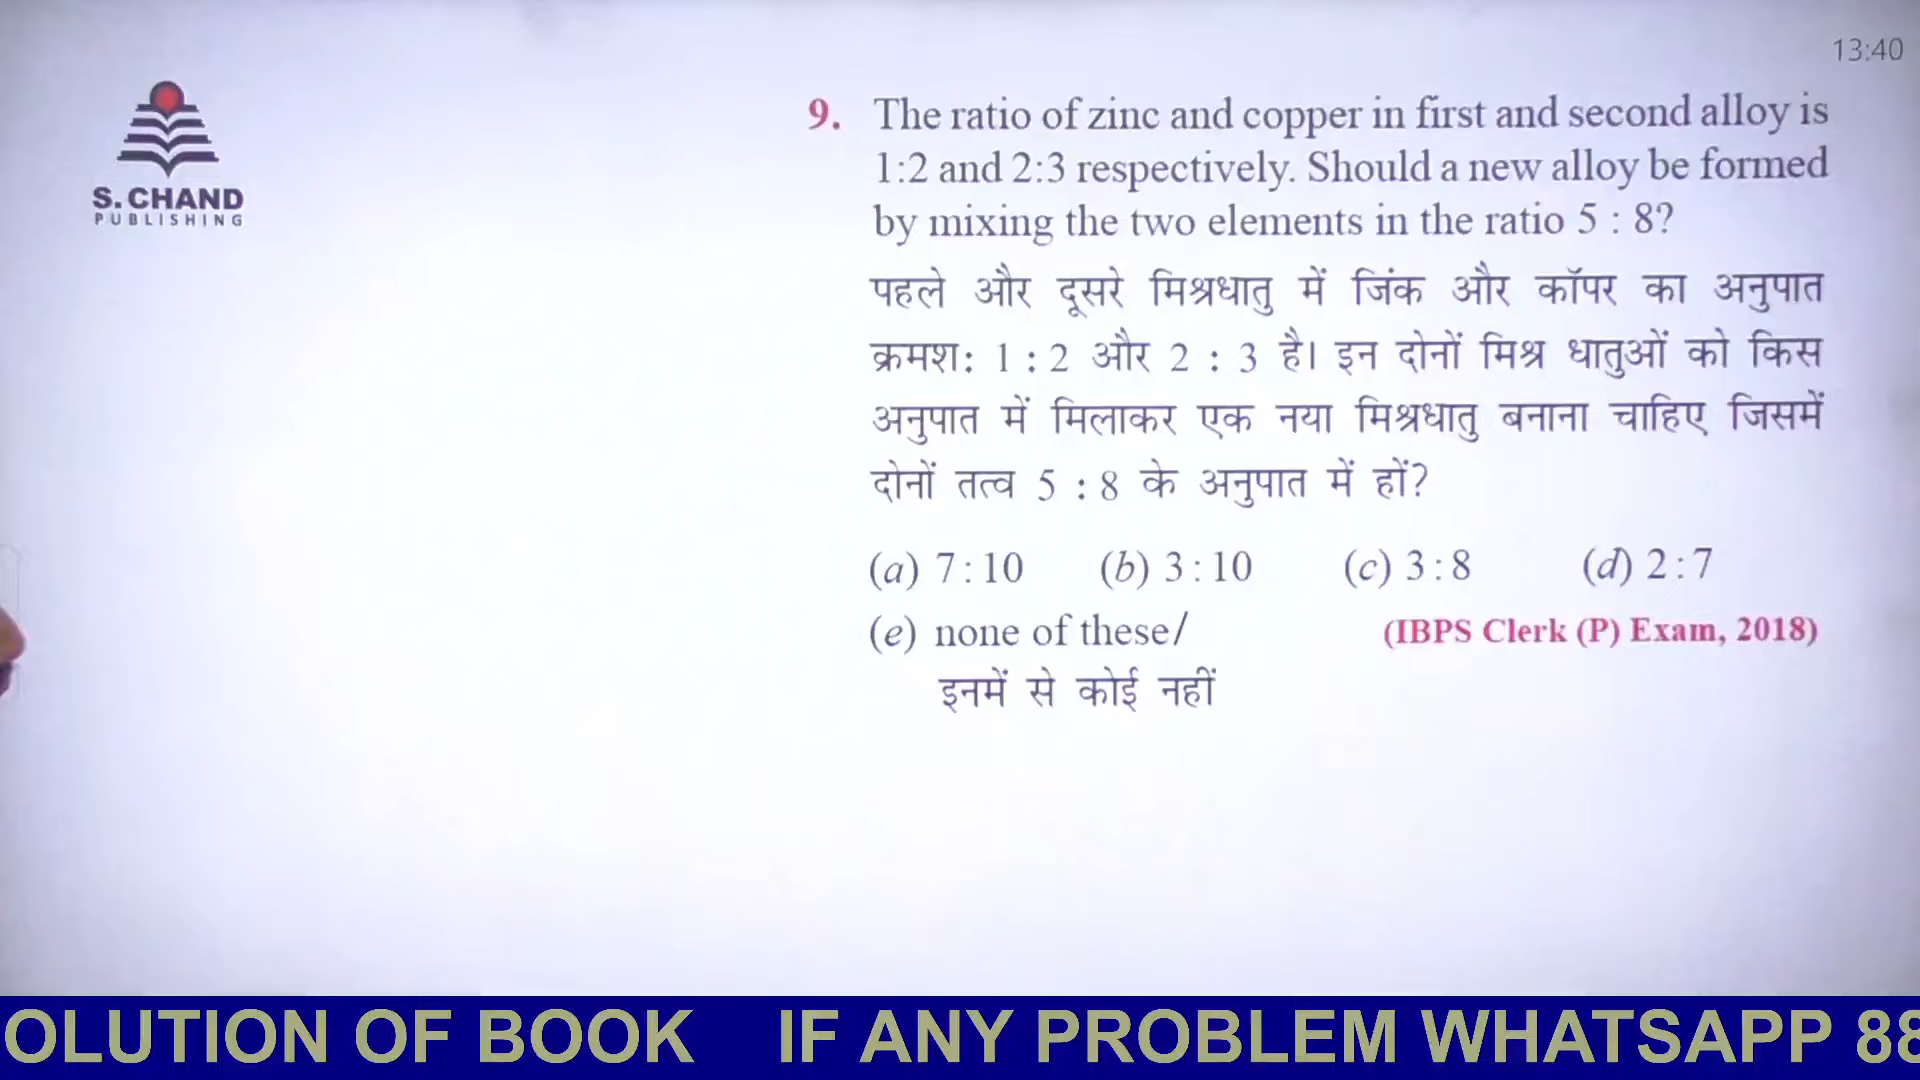 13:40
S. CHAND
PUBLISHING
9. The ratio of zinc and copper in first and second alloy is
1:2 and 2:3 respectively. Should a new alloy be formed
by mixing the two elements in the ratio 5 : 8?
पहले और दूसरे मिश्रधातु में जिंक और कॉपर का अनुपात
क्रमश: 1 : 2 और 2 : 3 है। इन दोनों मिश्र धातुओं को किस
अनुपात में मिलाकर एक नया मिश्रधातु बनाना चाहिए जिसमें
दोनों तत्व 5 : 8 के अनुपात में हों?
(a) 7 : 10 (b) 3 : 10 (c) 3 : 8 (d) 2 : 7
(e) none of these/ (IBPS Clerk (P) Exam, 2018)
इनमें से कोई नहीं
OLUTION OF BOOK IF ANY PROBLEM WHATSAPP 88